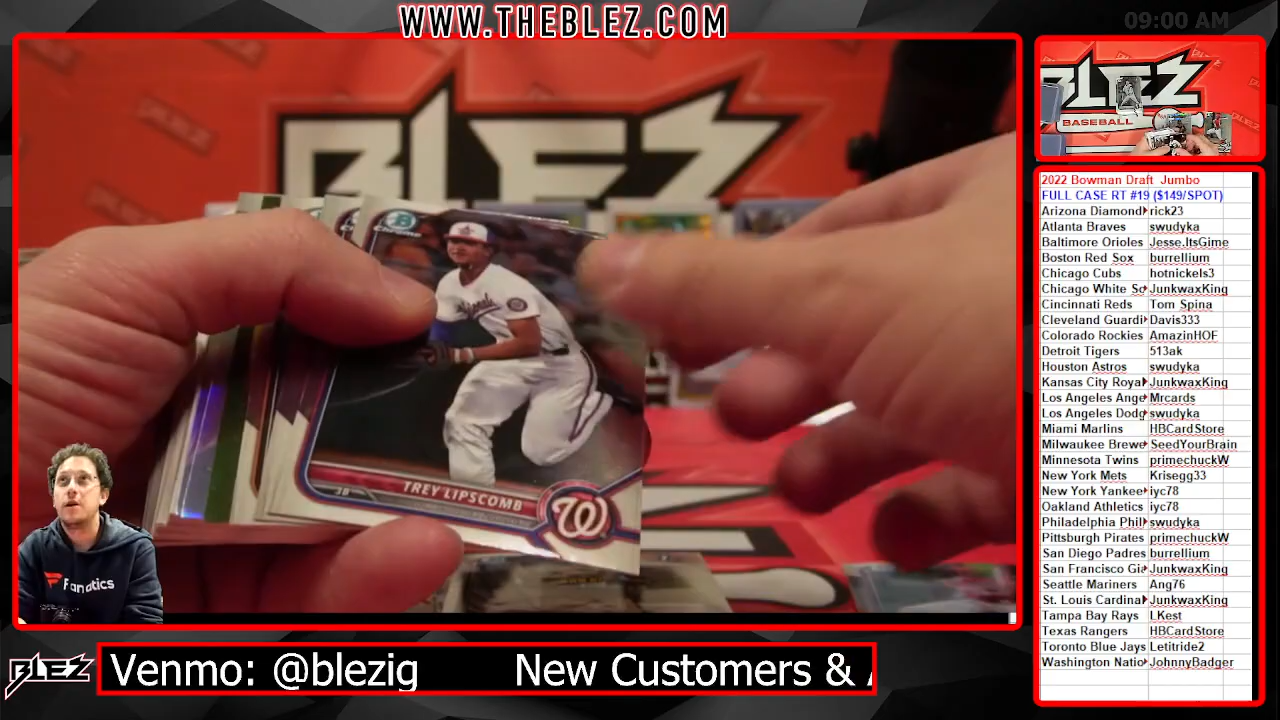 WWW.THEBLEZ.COM
09:00 AM
BLEZ
BLEZ
BLEZ
BLEZ
BASEBALL
Chrome
Nationals
TREY LIPSCOMB
3B
W
Fanatics
2022 Bowman Draft Jumbo
FULL CASE RT #19 ($149/SPOT)
Arizona Diamond rick23
Atlanta Braves swudyka
Baltimore Orioles Jesse.ItsGime
Boston Red Sox burrellium
Chicago Cubs hotnickels3
Chicago White So JunkwaxKing
Cincinnati Reds Tom Spina
Cleveland Guardi Davis333
Colorado Rockies AmazinHOF
Detroit Tigers 513ak
Houston Astros swudyka
Kansas City Royal JunkwaxKing
Los Angeles Ange Mrcards
Los Angeles Dodg swudyka
Miami Marlins HBCardStore
Milwaukee Brewe SeedYourBrain
Minnesota Twins primechuckW
New York Mets Krisegg33
New York Yankee iyc78
Oakland Athletics iyc78
Philadelphia Phil swudyka
Pittsburgh Pirates primechuckW
San Diego Padres burrellium
San Francisco Gia JunkwaxKing
Seattle Mariners Ang76
St. Louis Cardina JunkwaxKing
Tampa Bay Rays LKest
Texas Rangers HBCardStore
Toronto Blue Jays Letitride2
Washington Natio JohnnyBadger
BLEZ
Venmo: @blezig New Customers &